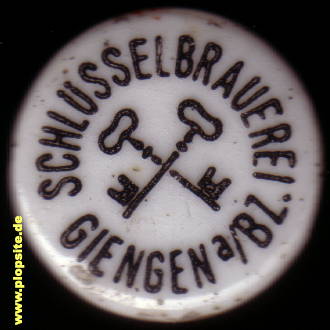 SCHLÜSSELBRAUEREI
GIENGEN a/BZ.
www.plopsite.de